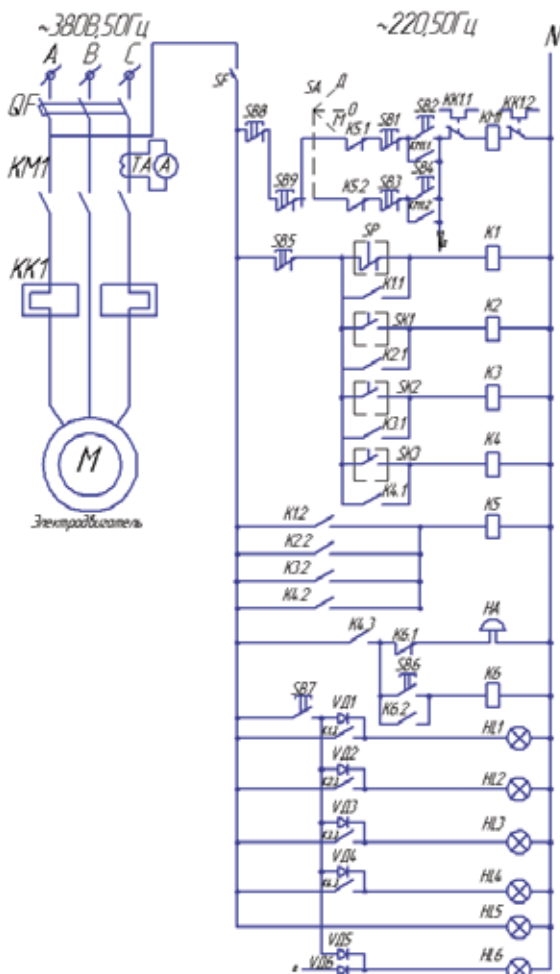 ~380В,50Гц
~220,50Гц
A B C
N
QF
SF
SA
Д
О
М
SB8
K5.1
SB1
SB2
KK1.1
KM1
KK1.2
KM1
TA
A
SB9
K5.2
SB3
SB4
KK1
SB5
SP
K1
K1.1
SK1
K2
K2.1
SK2
K3
K3.1
SK3
K4
K4.1
M
Электродвигатель
K1.2
K5
K2.2
K3.2
K4.2
K4.3
K6.1
HA
SB6
K6
K6.2
SB7
VД1
HL1
VД2
HL2
VД3
HL3
VД4
HL4
HL5
VД5
VД6
HL6